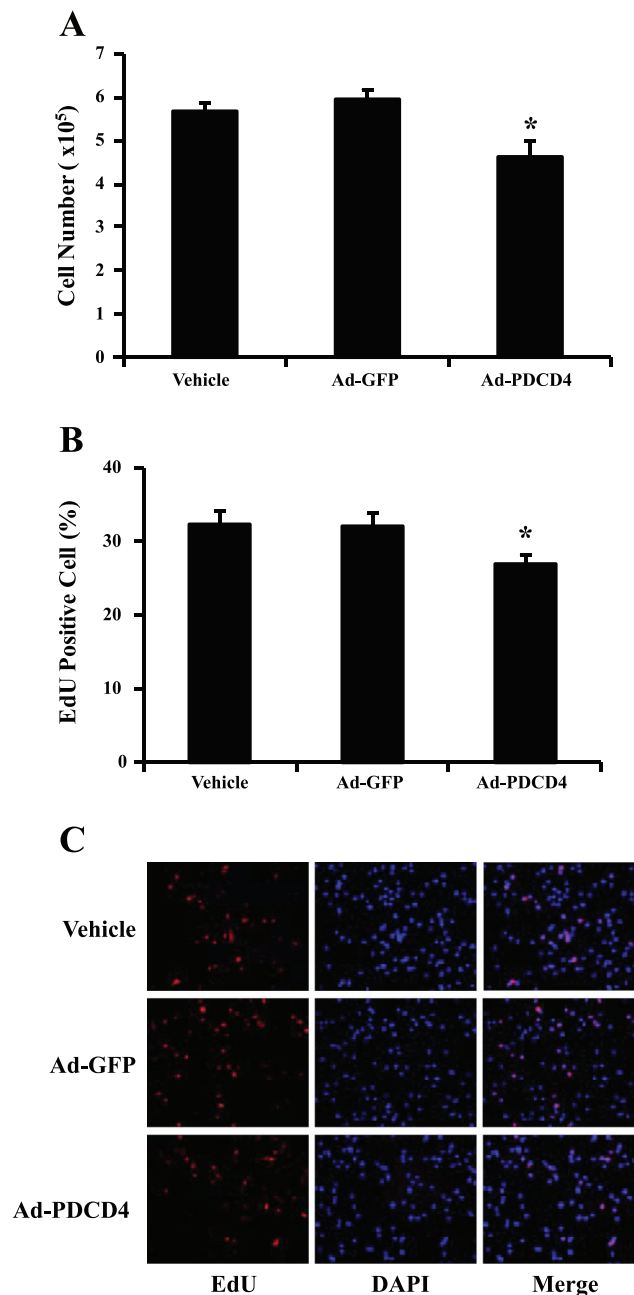 A
7
6
5
4
3
2
1
0
Cell Number ( x10⁵)
*
Vehicle Ad-GFP Ad-PDCD4
B
40
30
20
10
0
EdU Positive Cell (%)
*
Vehicle Ad-GFP Ad-PDCD4
C
Vehicle
Ad-GFP
Ad-PDCD4
EdU DAPI Merge